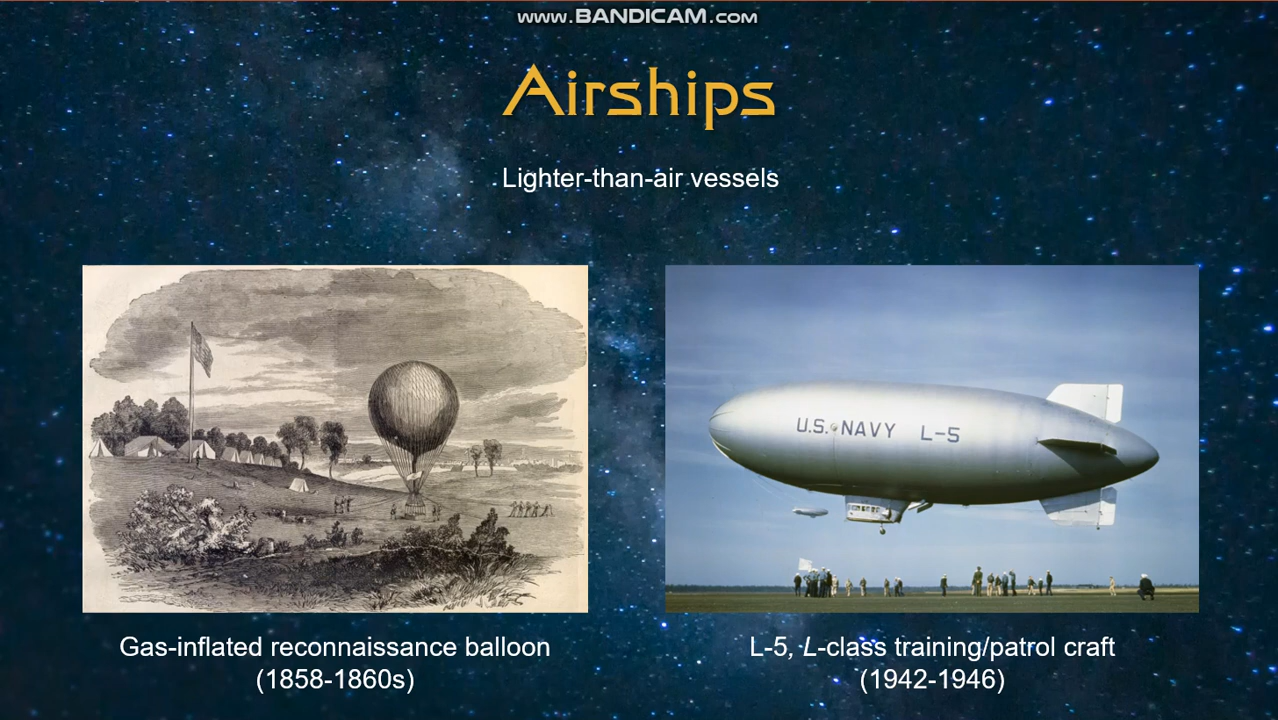 www.BANDICAM.com
Airships
Lighter-than-air vessels
U.S. NAVY L-5
Gas-inflated reconnaissance balloon
(1858-1860s)
L-5, L-class training/patrol craft
(1942-1946)